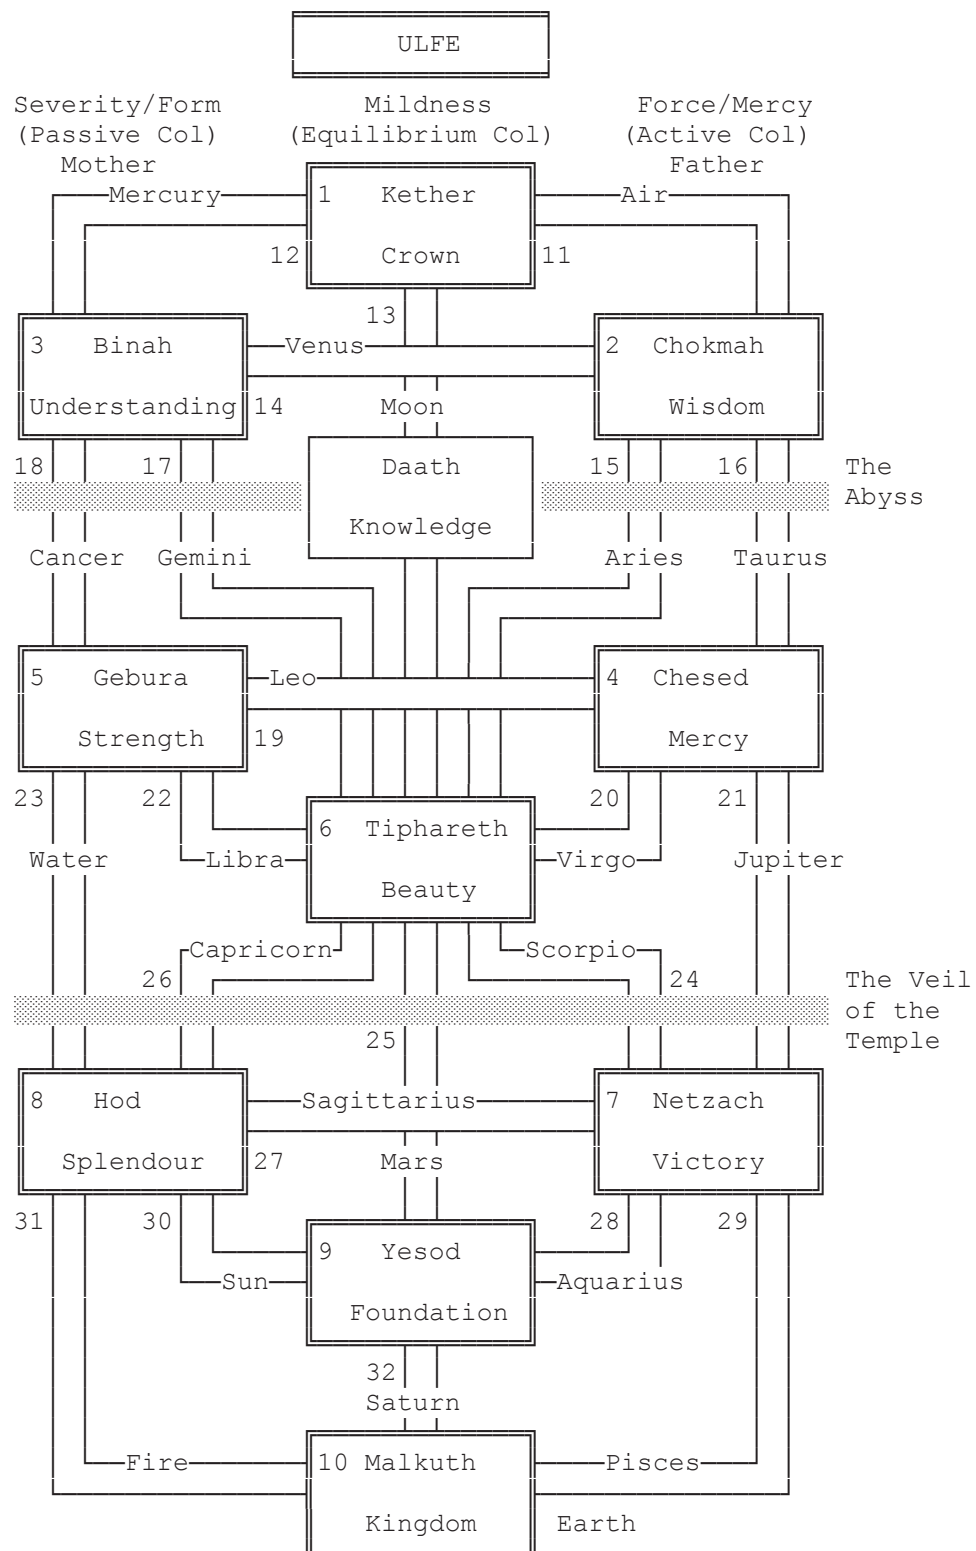 ULFE
Severity/Form Mildness Force/Mercy
(Passive Col) (Equilibrium Col) (Active Col)
Mother Father
Mercury 1 Kether Air
12 Crown 11
13
3 Binah Venus 2 Chokmah
Understanding 14 Moon Wisdom
18 17 Daath 15 16 The
Abyss
Knowledge
Cancer Gemini Aries Taurus
5 Gebura Leo 4 Chesed
Strength 19 Mercy
23 22 20 21
6 Tiphareth
Water Libra Virgo Jupiter
Beauty
Capricorn Scorpio
26 24 The Veil
of the
25 Temple
8 Hod Sagittarius 7 Netzach
Splendour 27 Mars Victory
31 30 28 29
9 Yesod
Sun Aquarius
Foundation
32
Saturn
Fire 10 Malkuth Pisces
Kingdom Earth